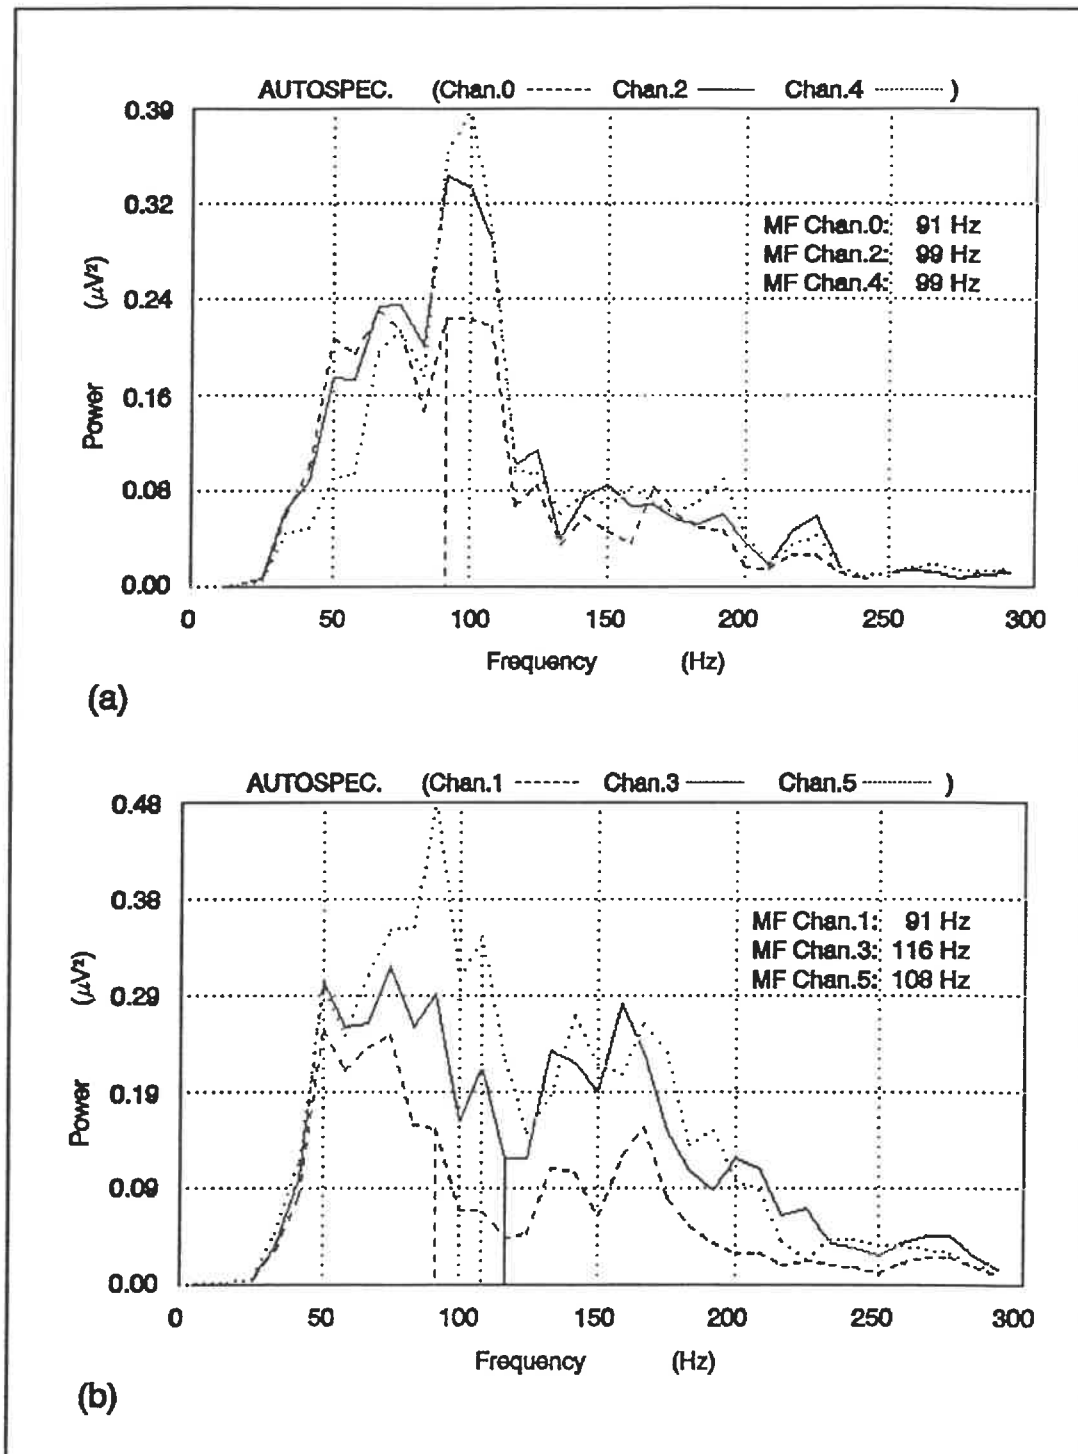 AUTOSPEC. (Chan.0 -------- Chan.2 —— Chan.4 ········ )
0.39
0.32
0.24
0.16
0.08
0.00
Power (μV²)
MF Chan.0: 91 Hz
MF Chan.2: 99 Hz
MF Chan.4: 99 Hz
0 50 100 150 200 250 300
Frequency (Hz)
(a)
AUTOSPEC. (Chan.1 -------- Chan.3 —— Chan.5 ········ )
0.48
0.38
0.29
0.19
0.09
0.00
Power (μV²)
MF Chan.1: 91 Hz
MF Chan.3: 116 Hz
MF Chan.5: 108 Hz
0 50 100 150 200 250 300
Frequency (Hz)
(b)